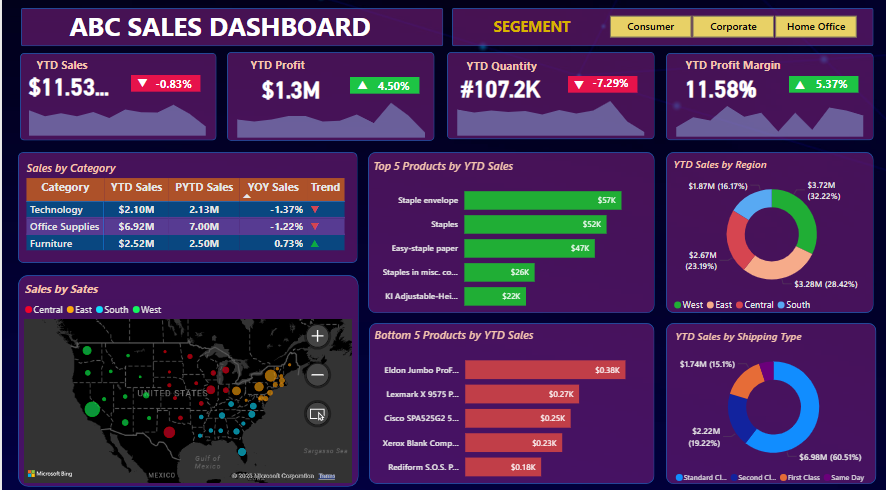 ABC SALES DASHBOARD
SEGEMENT
Consumer
Corporate
Home Office
YTD Sales
$11.53...
▼ -0.83%
YTD Profit
$1.3M
▲ 4.50%
YTD Quantity
#107.2K
▼ -7.29%
YTD Profit Margin
11.58%
▲ 5.37%
Sales by Category
Category YTD Sales PYTD Sales YOY Sales Trend
Technology $2.10M 2.13M -1.37% ▼
Office Supplies $6.92M 7.00M -1.22% ▼
Furniture $2.52M 2.50M 0.73% ▲
Top 5 Products by YTD Sales
Staple envelope $57K
Staples $52K
Easy-staple paper $47K
Staples in misc. co... $26K
KI Adjustable-Hei... $22K
YTD Sales by Region
$1.87M (16.17%)
$3.72M
(32.22%)
$2.67M
(23.19%)
$3.28M (28.42%)
West East Central South
Sales by Sates
Central East South West
UNITED STATES
Gulf of
Mexico
Sargasso Sea
MEXICO
Microsoft Bing
© 2025 Microsoft Corporation Terms
Bottom 5 Products by YTD Sales
Eldon Jumbo ProF... $0.38K
Lexmark X 9575 P... $0.27K
Cisco SPA525G2 5... $0.25K
Xerox Blank Comp... $0.23K
Rediform S.O.S. P... $0.18K
YTD Sales by Shipping Type
$1.74M (15.1%)
$2.22M
(19.22%)
$6.98M (60.51%)
Standard Cl... Second Cl... First Class Same Day